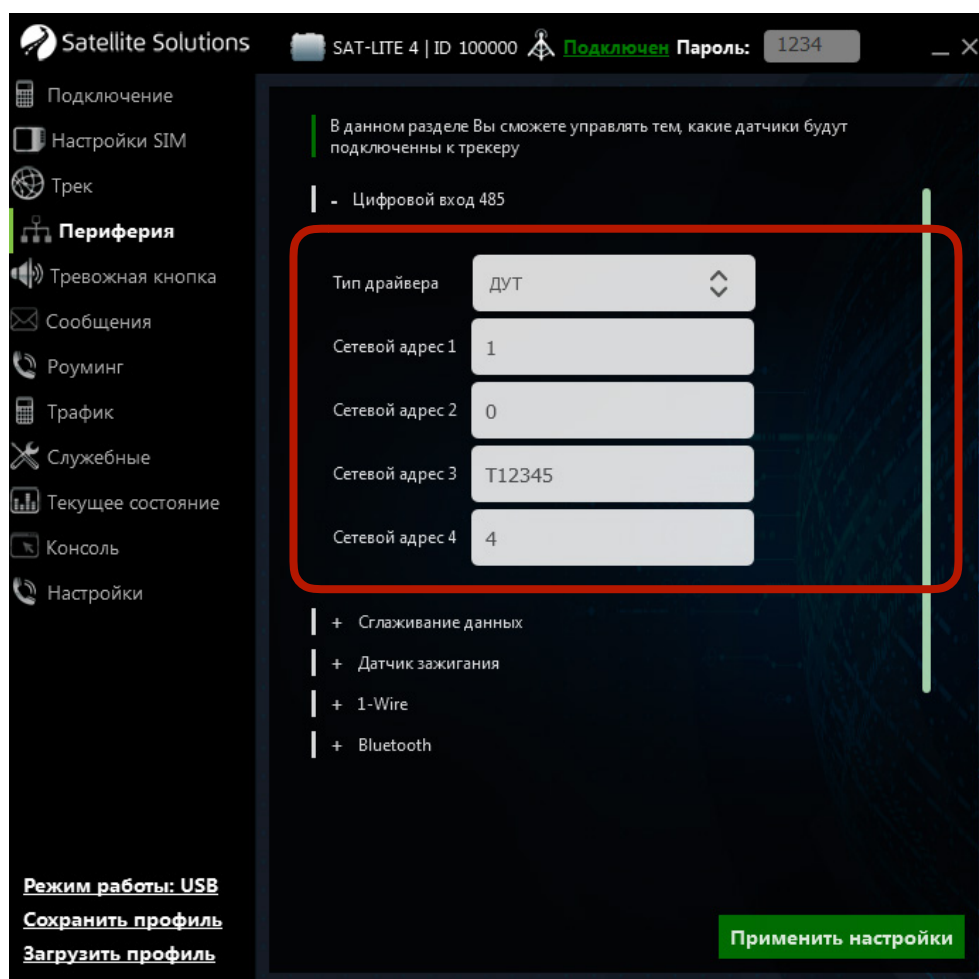 Satellite Solutions
SAT-LITE 4 | ID 100000 Подключен Пароль: 1234
Подключение
Настройки SIM
Трек
Периферия
Тревожная кнопка
Сообщения
Роуминг
Трафик
Служебные
Текущее состояние
Консоль
Настройки
В данном разделе Вы сможете управлять тем, какие датчики будут
подключенны к трекеру
- Цифровой вход 485
Тип драйвера ДУТ
Сетевой адрес 1 1
Сетевой адрес 2 0
Сетевой адрес 3 T12345
Сетевой адрес 4 4
+ Сглаживание данных
+ Датчик зажигания
+ 1-Wire
+ Bluetooth
Режим работы: USB
Сохранить профиль
Загрузить профиль
Применить настройки